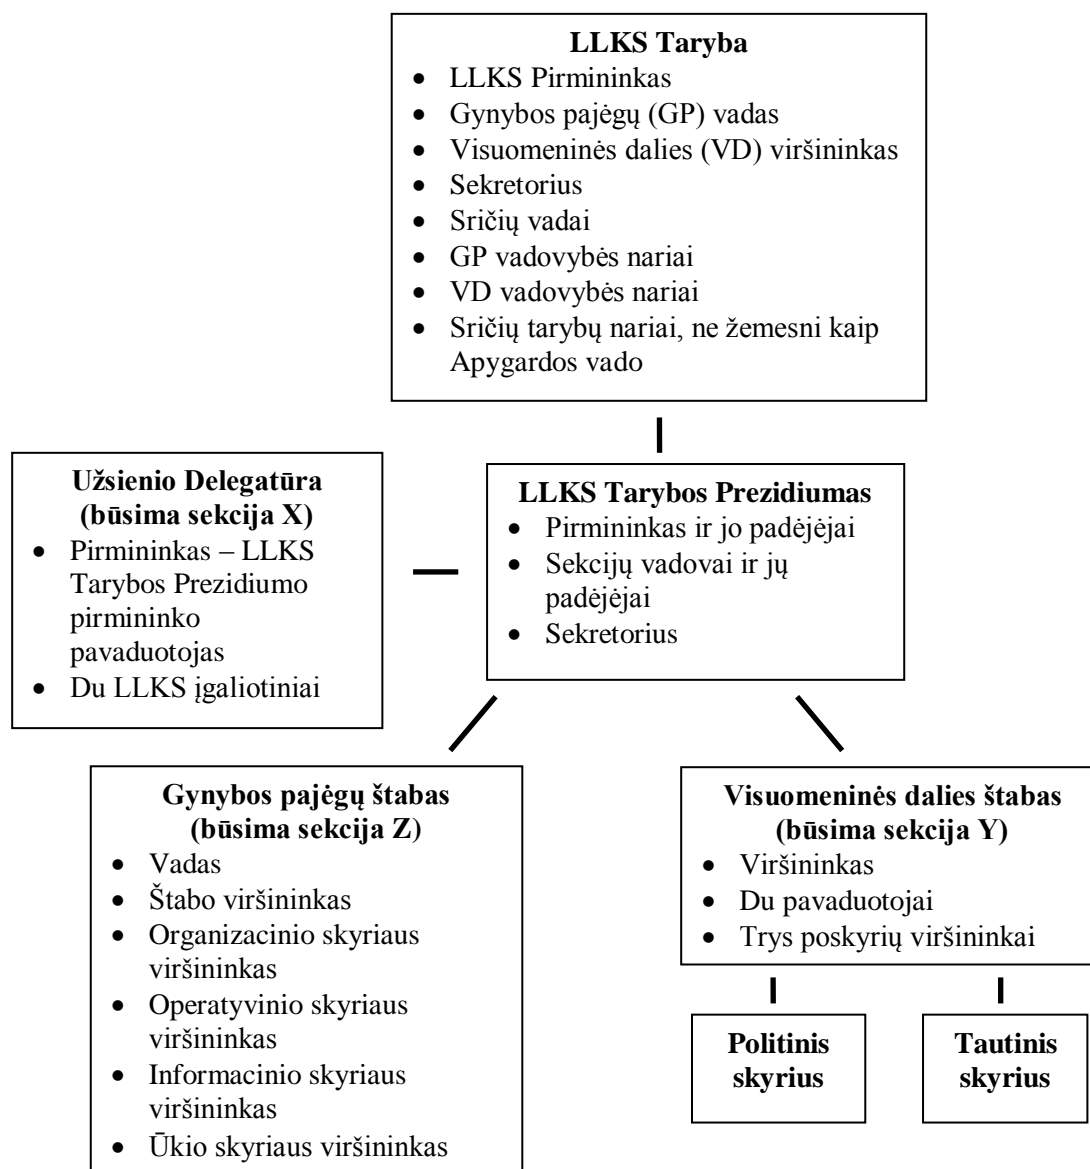 LLKS Taryba
• LLKS Pirmininkas
• Gynybos pajėgų (GP) vadas
• Visuomeninės dalies (VD) viršininkas
• Sekretorius
• Sričių vadai
• GP vadovybės nariai
• VD vadovybės nariai
• Sričių tarybų nariai, ne žemesni kaip
Apygardos vado
Užsienio Delegatūra
(būsima sekcija X)
• Pirmininkas – LLKS
Tarybos Prezidiumo
pirmininko
pavaduotojas
• Du LLKS įgaliotiniai
LLKS Tarybos Prezidiumas
• Pirmininkas ir jo padėjėjai
• Sekcijų vadovai ir jų
padėjėjai
• Sekretorius
Gynybos pajėgų štabas
(būsima sekcija Z)
• Vadas
• Štabo viršininkas
• Organizacinio skyriaus
viršininkas
• Operatyvinio skyriaus
viršininkas
• Informacinio skyriaus
viršininkas
• Ūkio skyriaus viršininkas
Visuomeninės dalies štabas
(būsima sekcija Y)
• Viršininkas
• Du pavaduotojai
• Trys poskyrių viršininkai
Politinis
skyrius
Tautinis
skyrius